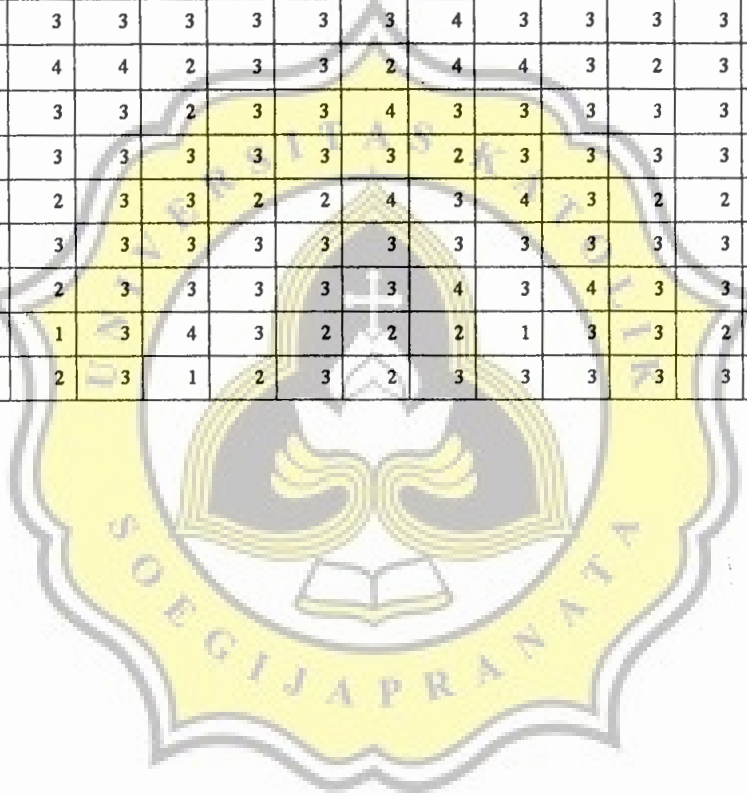 3 3 3 3 3 3 4 3 3 3 3
4 4 2 3 3 2 4 4 3 2 3
3 3 2 3 3 4 3 3 3 3 3
3 3 3 3 3 3 2 3 3 3 3
2 3 3 2 2 4 3 4 3 2 2
3 3 3 3 3 3 3 3 3 3 3
2 3 3 3 3 3 4 3 4 3 3
1 3 4 3 2 2 2 1 3 3 2
2 3 1 2 3 2 3 3 3 3 3
UNIVERSITAS KATOLIK
SOEGIJAPRANATA